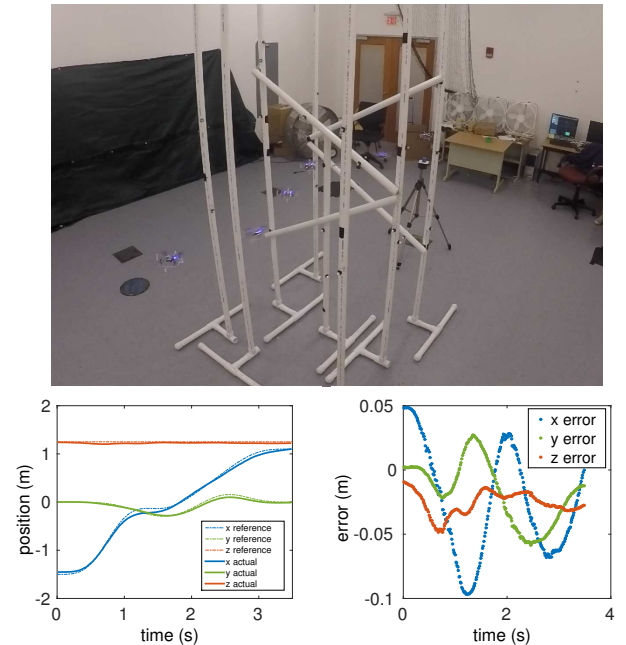 EXIT
2
1
0
-1
-2
position (m)
x reference
y reference
z reference
x actual
y actual
z actual
0
1
2
3
time (s)
0.05
0
-0.05
-0.1
error (m)
x error
y error
z error
0
2
4
time (s)